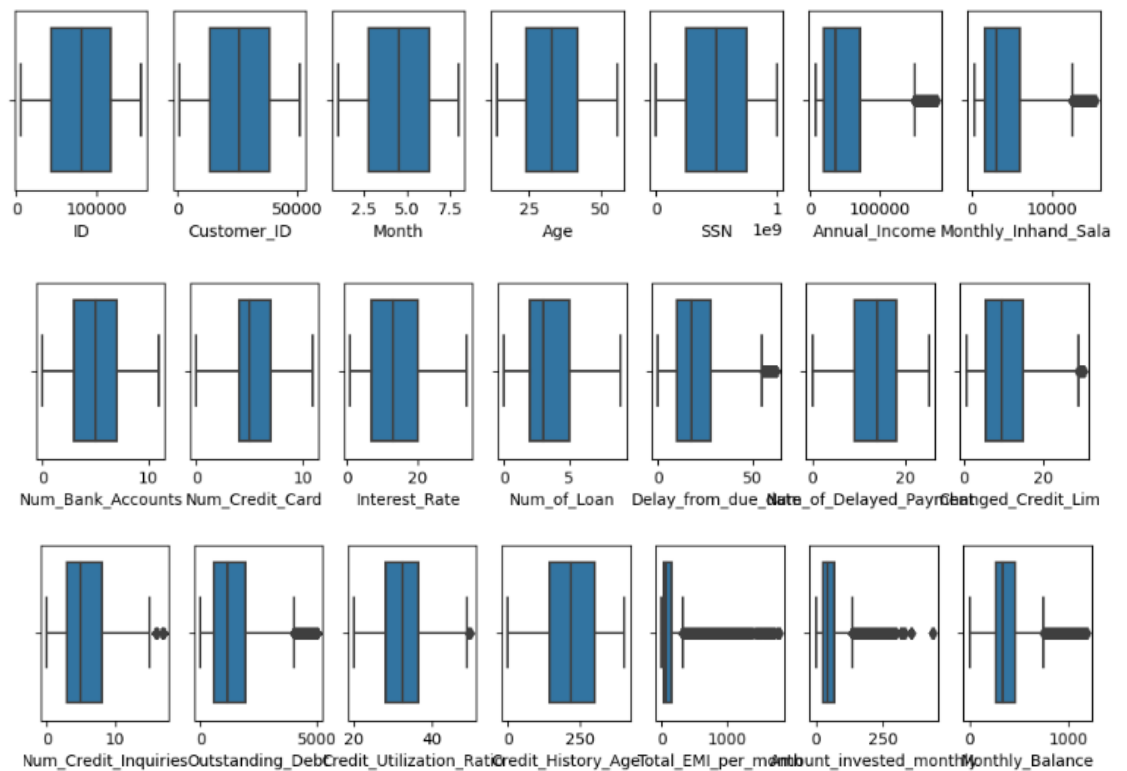 0 100000 0 50000 2.5 5.0 7.5 25 50 0 1 0 100000 0 10000
ID Customer_ID Month Age SSN 1e9 Annual_Income Monthly_Inhand_Sala
0 10 0 10 0 20 0 5 0 50 0 20 0 20
Num_Bank_Accounts Num_Credit_Card Interest_Rate Num_of_Loan Delay_from_due_date Num_of_Delayed_Payment Changed_Credit_Lim
0 10 0 5000 20 40 0 250 0 1000 0 250 0 1000
Num_Credit_Inquiries Outstanding_Debt Credit_Utilization_Ratio Credit_History_Age Total_EMI_per_month Amount_invested_monthly Monthly_Balance